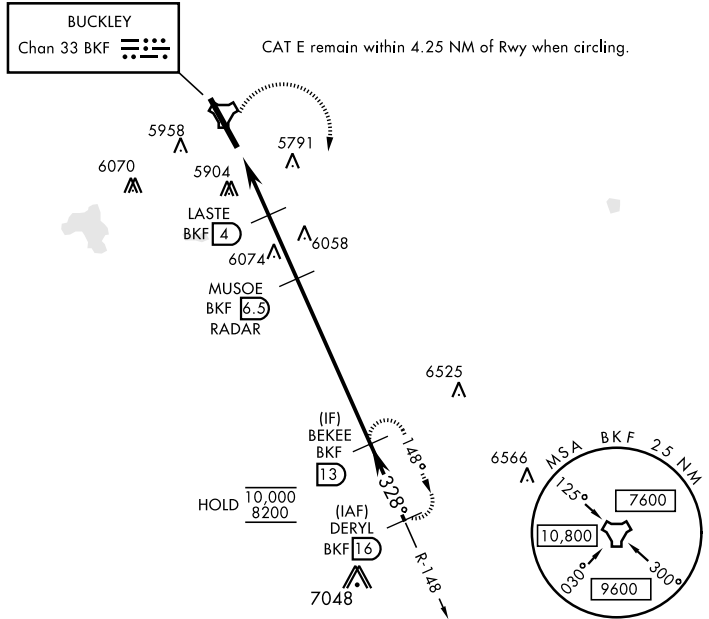 BUCKLEY
Chan 33 BKF
CAT E remain within 4.25 NM of Rwy when circling.
5958
5791
6070
5904
LASTE
BKF 4
6058
6074
MUSOE
BKF 6.5
RADAR
6525
(IF)
BEKEE
BKF
13
148°
6566
328°
HOLD 10,000
8200
(IAF)
DERYL
BKF 16
R-148
7048
MSA BKF 25 NM
125°
7600
10,800
030°
300°
9600